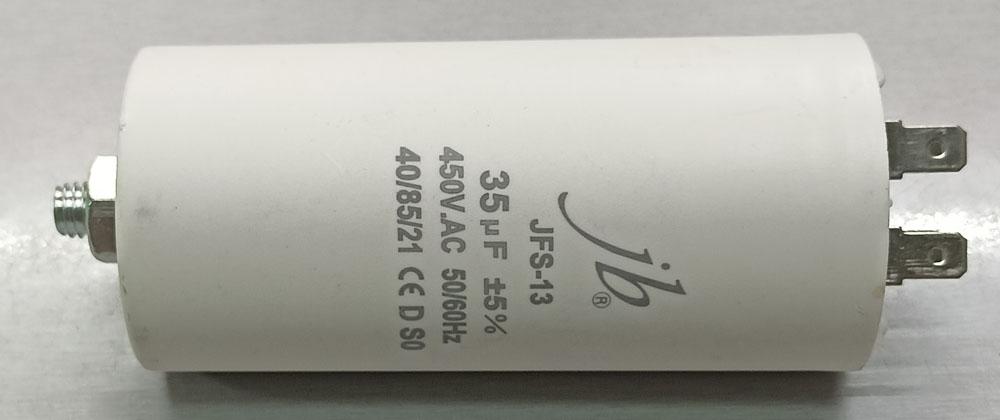 jb®
JFS-13
35μF ±5%
450V.AC 50/60Hz
40/85/21 CE D S0